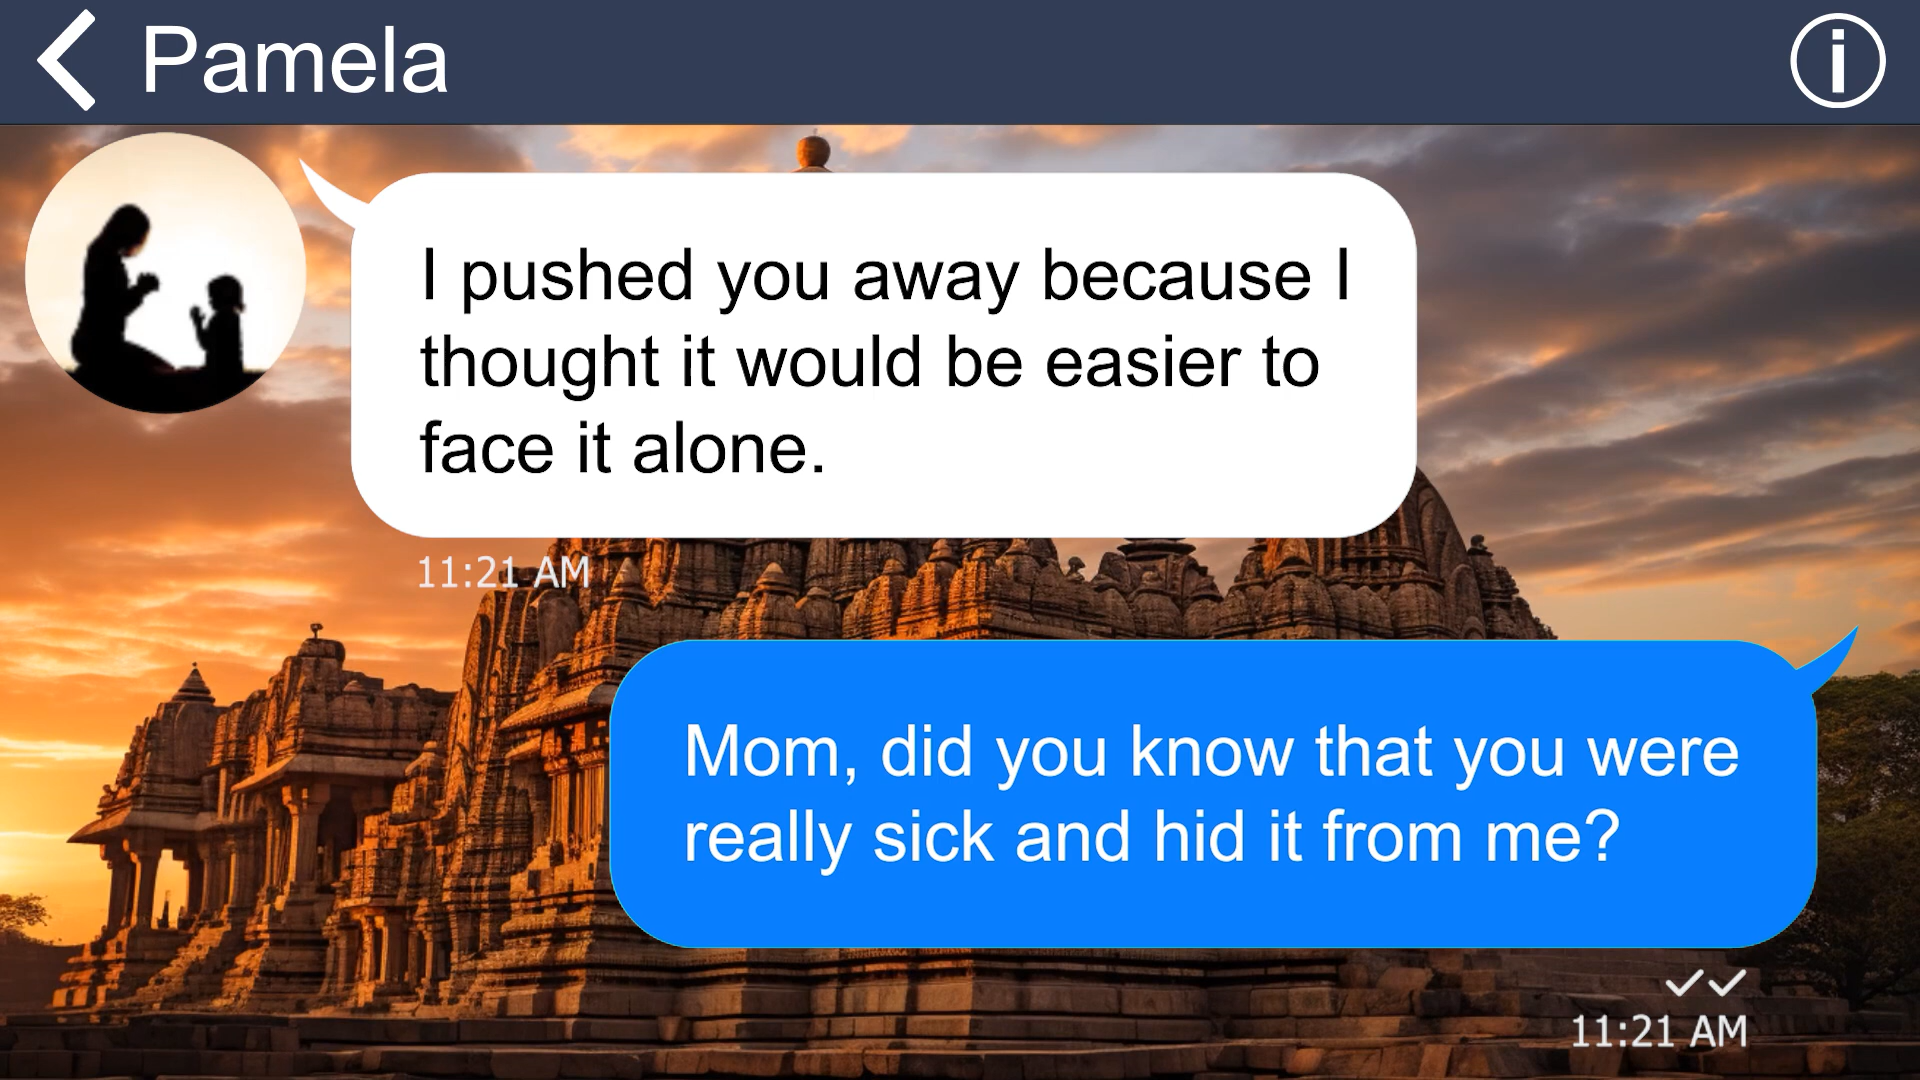 Pamela
I pushed you away because I
thought it would be easier to
face it alone.
11:21 AM
Mom, did you know that you were
really sick and hid it from me?
11:21 AM